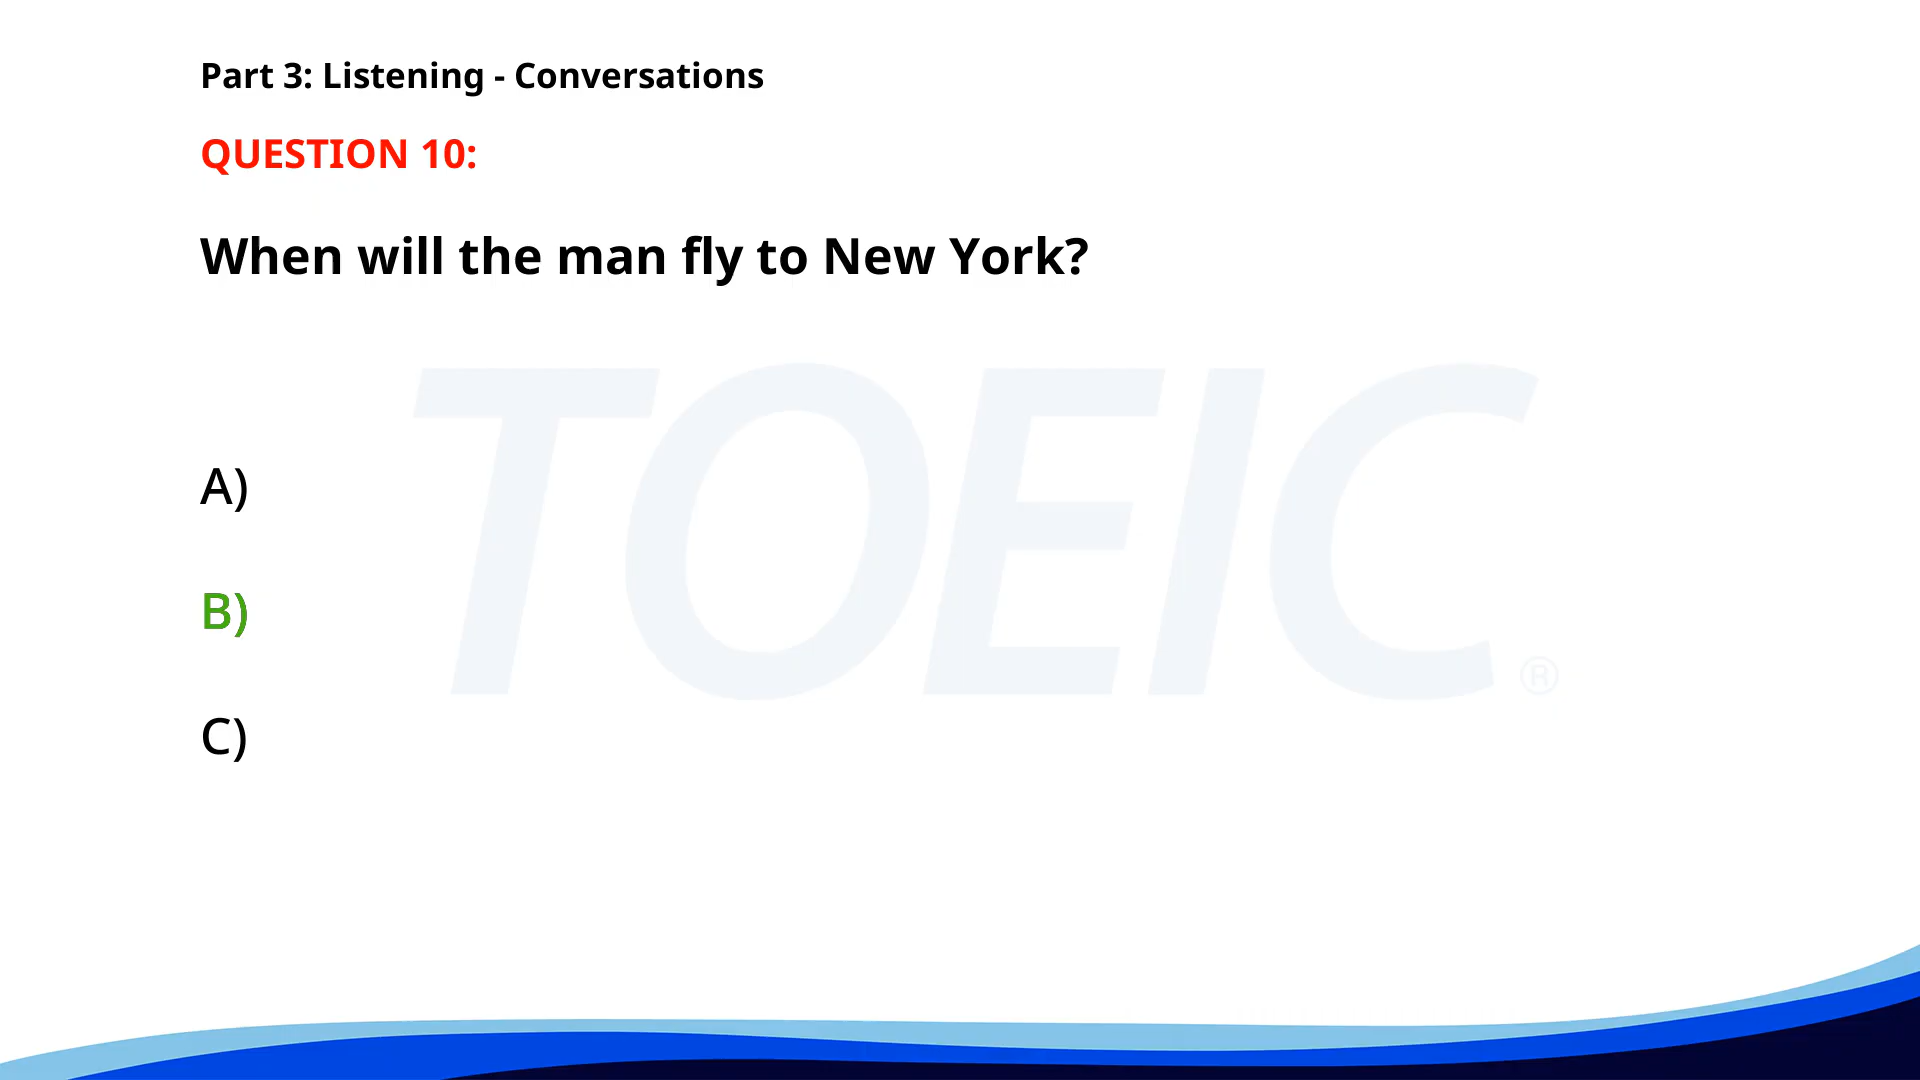 Part 3: Listening - Conversations
QUESTION 10:
When will the man fly to New York?
TOEIC®
A)
B)
C)